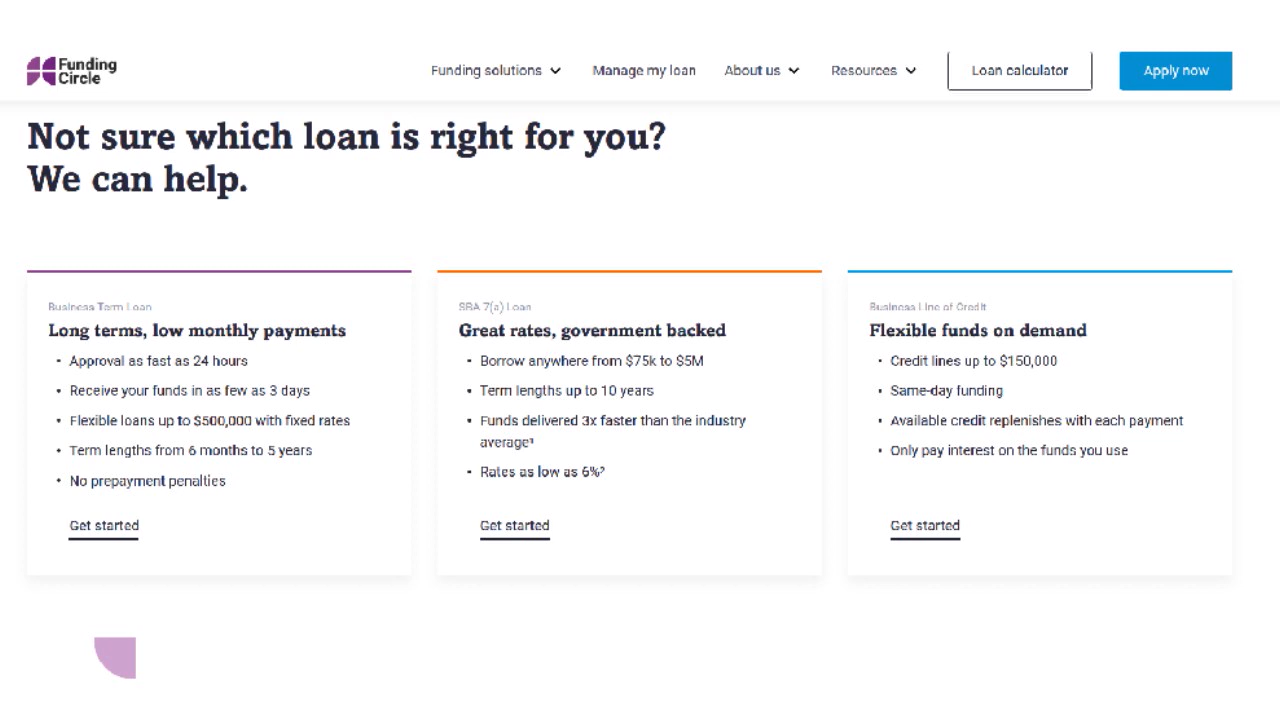 Funding Circle
Funding solutions Manage my loan About us Resources Loan calculator Apply now
Not sure which loan is right for you?
We can help.
Business Term Loan
Long terms, low monthly payments
• Approval as fast as 24 hours
• Receive your funds in as few as 3 days
• Flexible loans up to $500,000 with fixed rates
• Term lengths from 6 months to 5 years
• No prepayment penalties
Get started
SBA 7(a) Loan
Great rates, government backed
• Borrow anywhere from $75k to $5M
• Term lengths up to 10 years
• Funds delivered 3x faster than the industry
average³
• Rates as low as 6%²
Get started
Business Line of Credit
Flexible funds on demand
• Credit lines up to $150,000
• Same-day funding
• Available credit replenishes with each payment
• Only pay interest on the funds you use
Get started